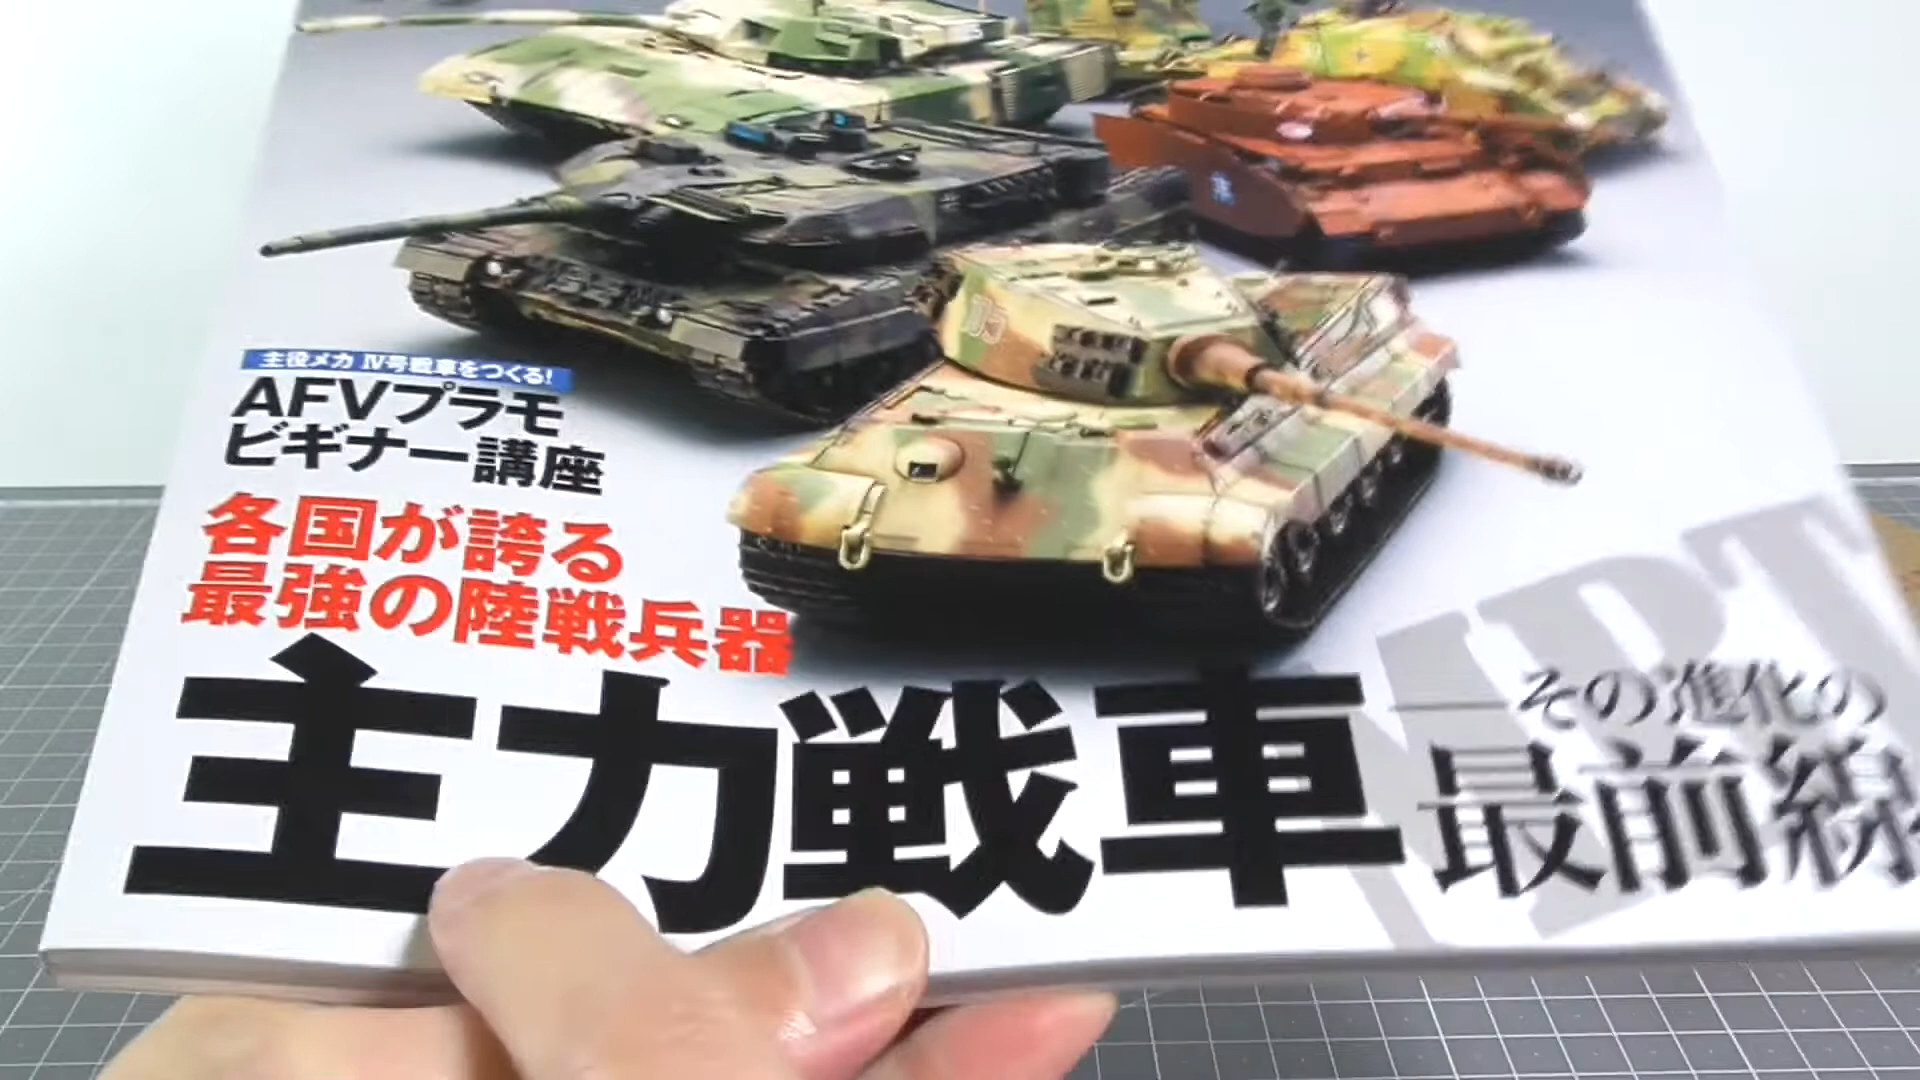 主役メカ Ⅳ号戦車をつくる!
AFVプラモ
ビギナー講座
各国が誇る
最強の陸戦兵器
主力戦車
―その進化の
最前線
MBT
105